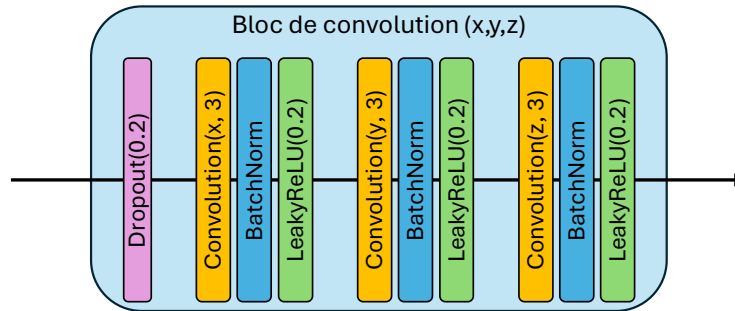 Bloc de convolution (x,y,z)
Dropout(0.2)
Convolution(x, 3)
BatchNorm
LeakyReLU(0.2)
Convolution(y, 3)
BatchNorm
LeakyReLU(0.2)
Convolution(z, 3)
BatchNorm
LeakyReLU(0.2)